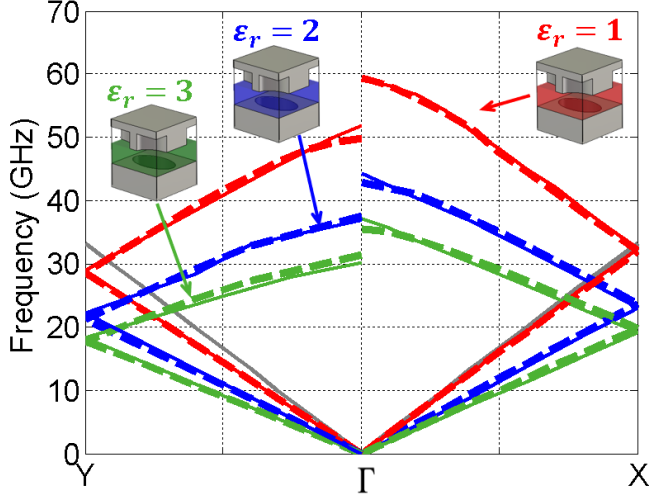 70
60
50
40
30
20
10
0
Frequency (GHz)
εr = 2
εr = 1
εr = 3
Y
Γ
X